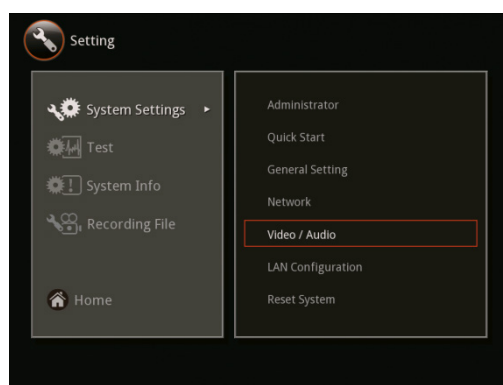 Setting
System Settings
Test
System Info
Recording File
Home
Administrator
Quick Start
General Setting
Network
Video / Audio
LAN Configuration
Reset System